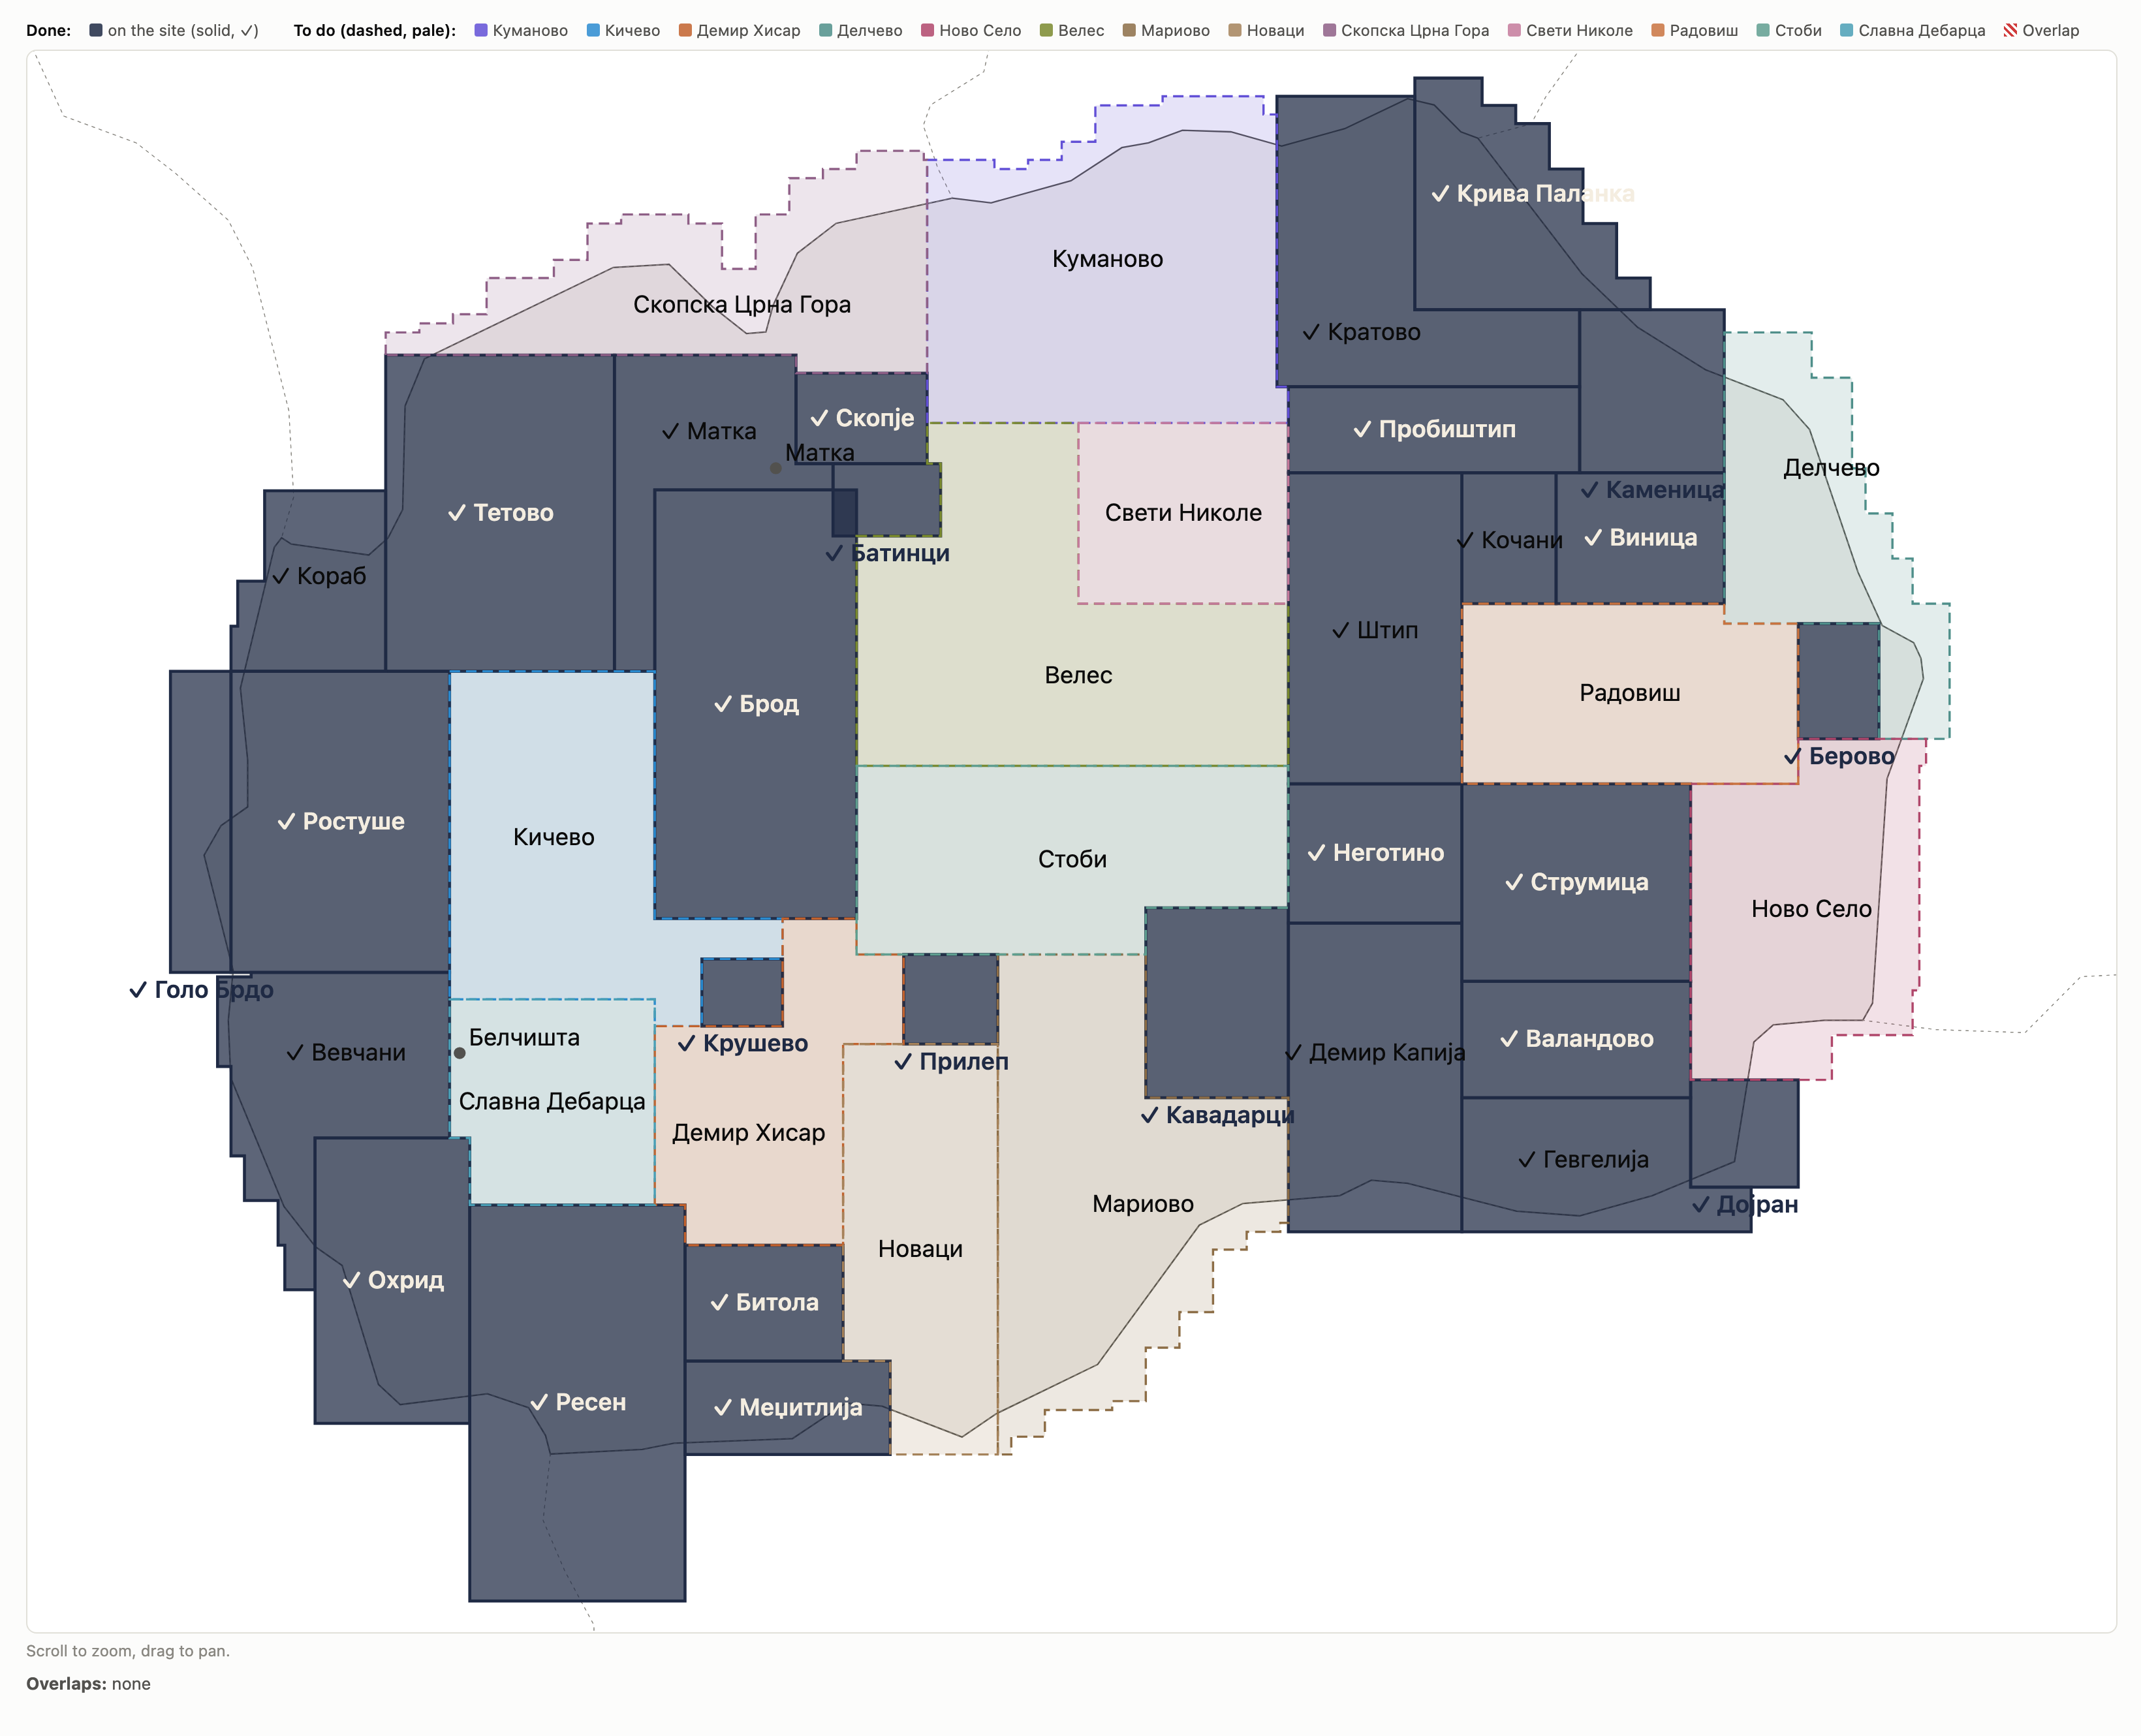 Done: on the site (solid, ✓) To do (dashed, pale): Куманово Кичево Демир Хисар Делчево Ново Село Велес Мариово Новаци Скопска Црна Гора Свети Николе Радовиш Стоби Славна Дебарца Overlap
✓ Крива Паланка
Куманово
Скопска Црна Гора
✓ Кратово
✓ Скопје
✓ Матка
✓ Пробиштип
Матка
Делчево
✓ Каменица
✓ Тетово
Свети Николе
✓ Кочани
✓ Виница
✓ Батинци
✓ Кораб
✓ Штип
Велес
Радовиш
✓ Брод
✓ Берово
✓ Ростуше
Кичево
✓ Неготино
Стоби
✓ Струмица
Ново Село
✓ Голо Брдо
Белчишта
✓ Крушево
✓ Валандово
✓ Вевчани
✓ Демир Капија
✓ Прилеп
Славна Дебарца
✓ Кавадарци
Демир Хисар
✓ Гевгелија
Мариово
✓ Дојран
Новаци
✓ Охрид
✓ Битола
✓ Ресен
✓ Меџитлија
Scroll to zoom, drag to pan.
Overlaps: none